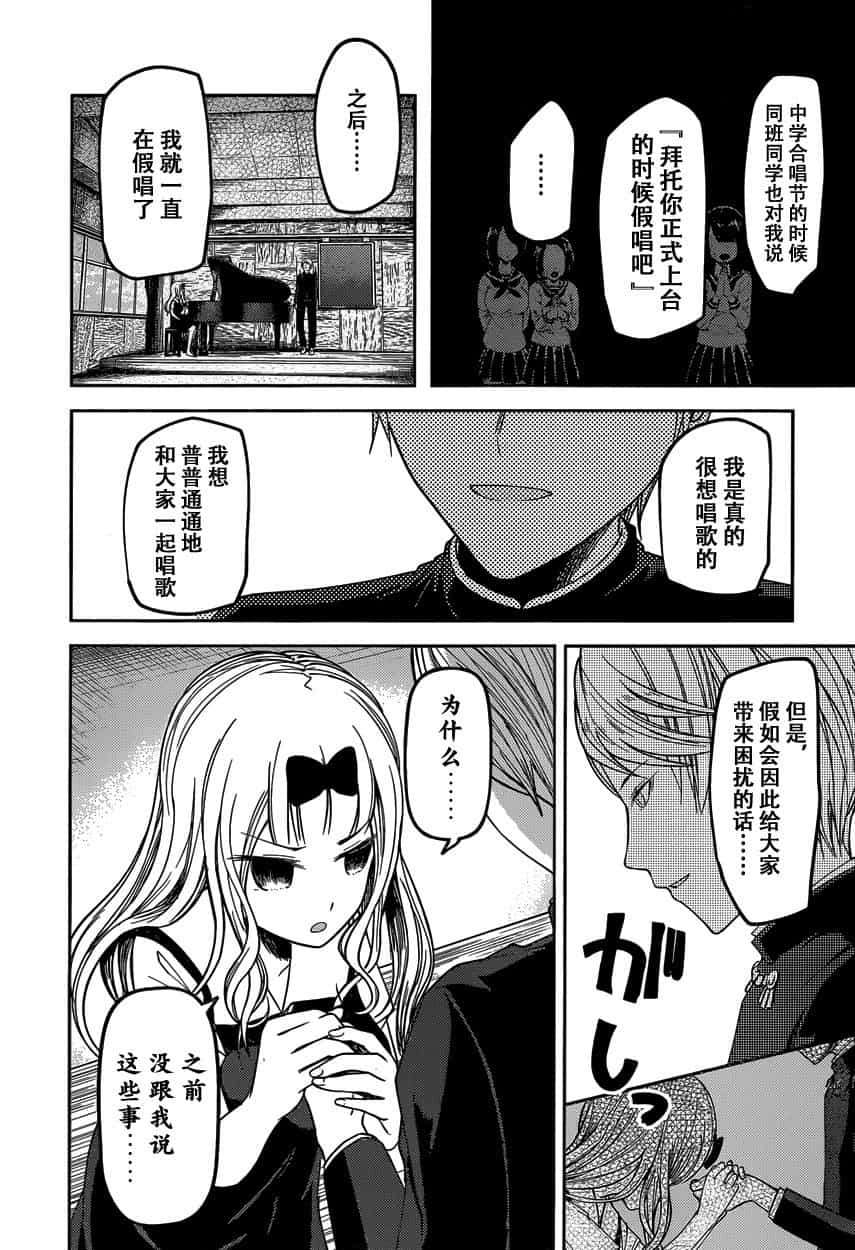 中学合唱节的时候
同班同学也对我说
『拜托你正式上台
的时候假唱吧』
……
之后……
我就一直
在假唱了
我是真的
很想唱歌的
我想
普普通通地
和大家一起唱歌
但是，
假如会因此给大家
带来困扰的话……
ガしっ
为什么……
之前
没跟我说
这些事……